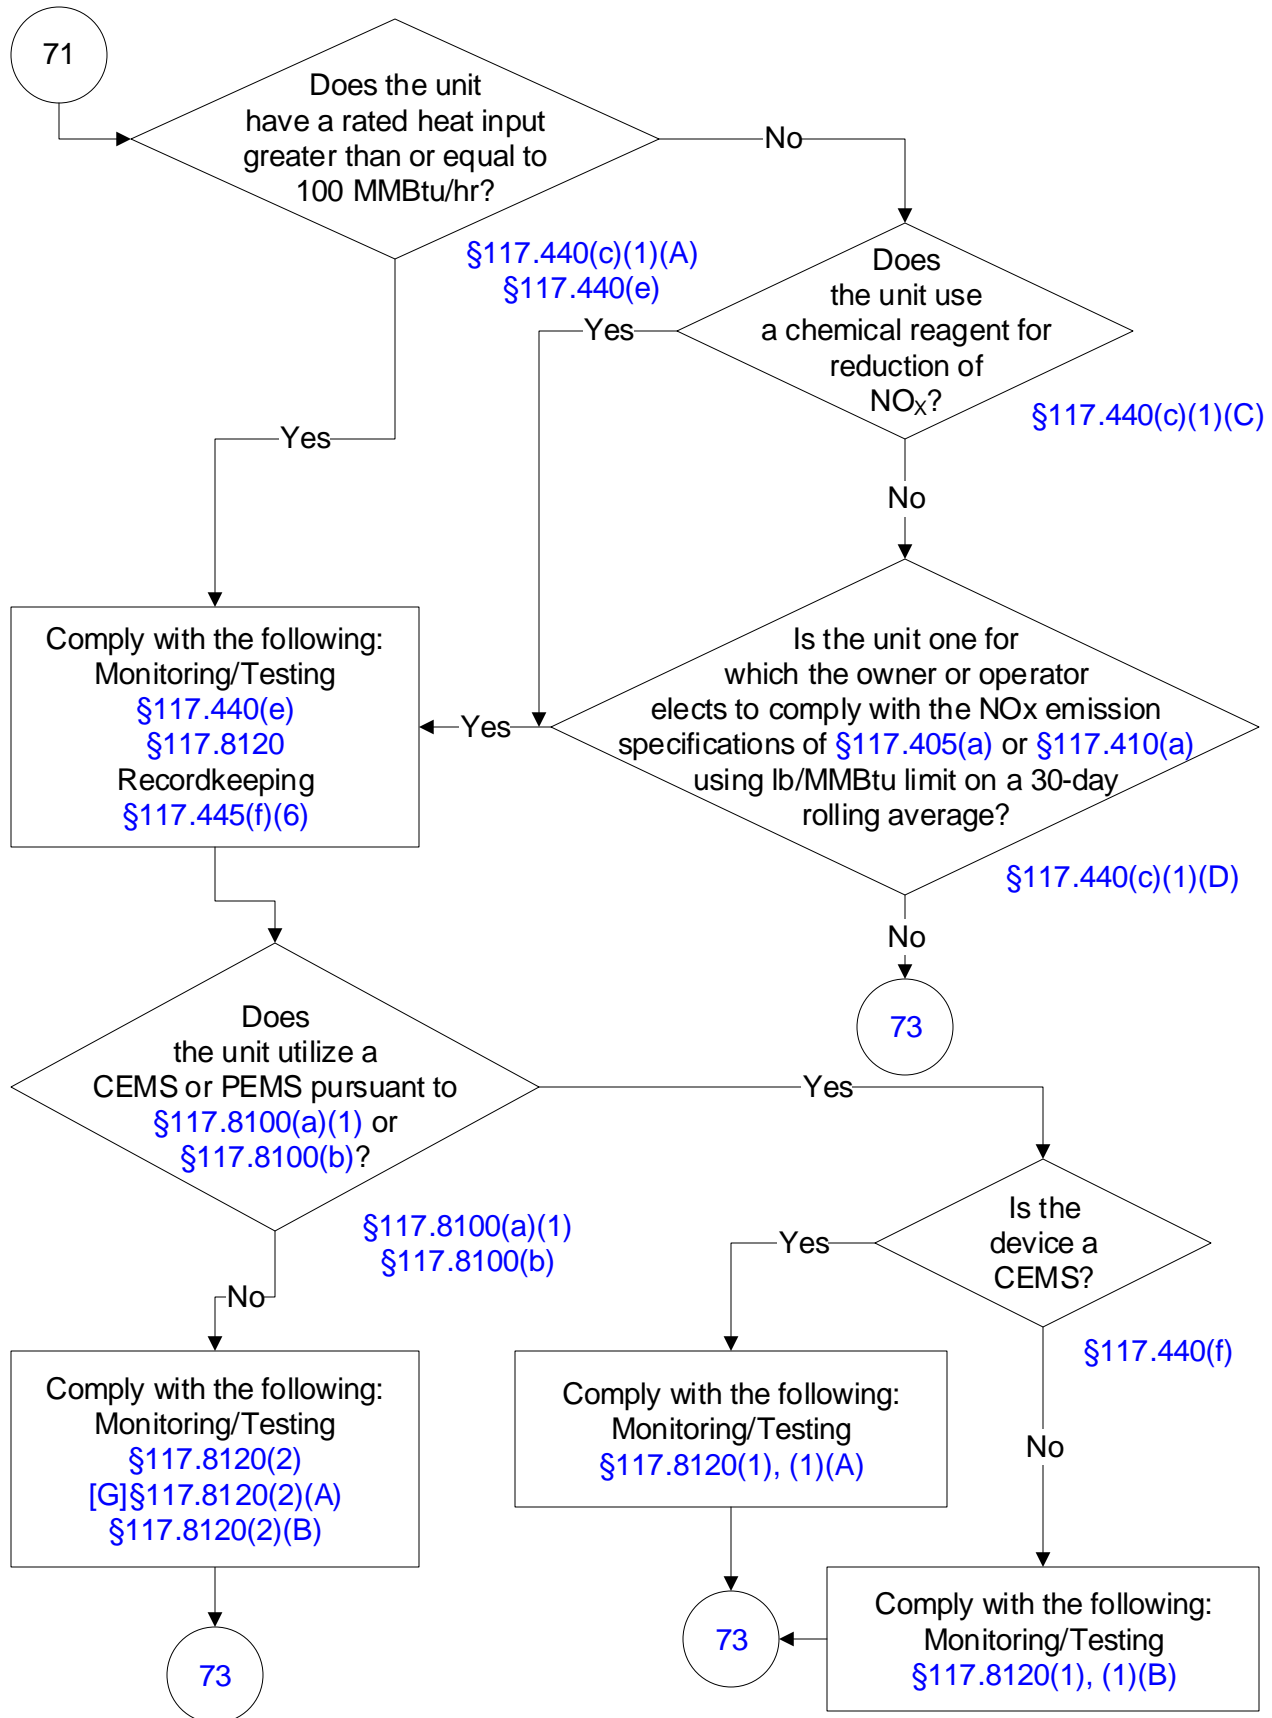 71
Does the unit
have a rated heat input
greater than or equal to
100 MMBtu/hr?
No
§117.440(c)(1)(A)
§117.440(e)
Does
the unit use
a chemical reagent for
reduction of
NOX?
Yes
§117.440(c)(1)(C)
Yes
No
Comply with the following:
Monitoring/Testing
§117.440(e)
§117.8120
Recordkeeping
§117.445(f)(6)
Yes
Is the unit one for
which the owner or operator
elects to comply with the NOx emission
specifications of §117.405(a) or §117.410(a)
using lb/MMBtu limit on a 30-day
rolling average?
§117.440(c)(1)(D)
No
73
Does
the unit utilize a
CEMS or PEMS pursuant to
§117.8100(a)(1) or
§117.8100(b)?
Yes
§117.8100(a)(1)
§117.8100(b)
Is the
device a
CEMS?
Yes
No
§117.440(f)
Comply with the following:
Monitoring/Testing
§117.8120(2)
[G]§117.8120(2)(A)
§117.8120(2)(B)
Comply with the following:
Monitoring/Testing
§117.8120(1), (1)(A)
No
73
73
Comply with the following:
Monitoring/Testing
§117.8120(1), (1)(B)